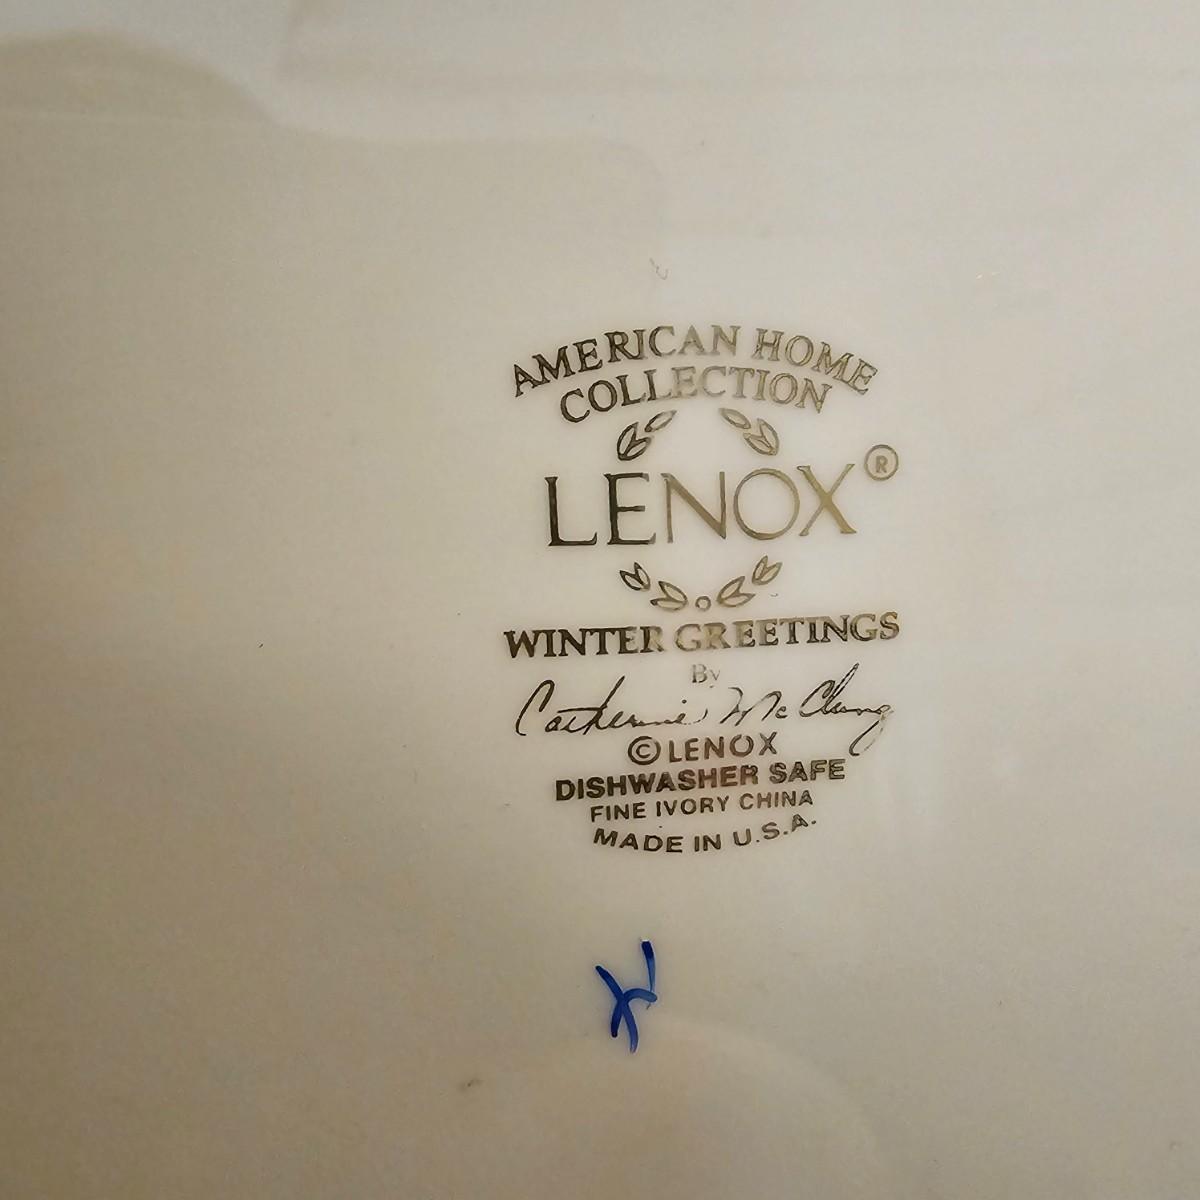 AMERICAN HOME
COLLECTION
LENOX®
WINTER GREETINGS
By
Catherine McClung
© LENOX
DISHWASHER SAFE
FINE IVORY CHINA
MADE IN U.S.A.